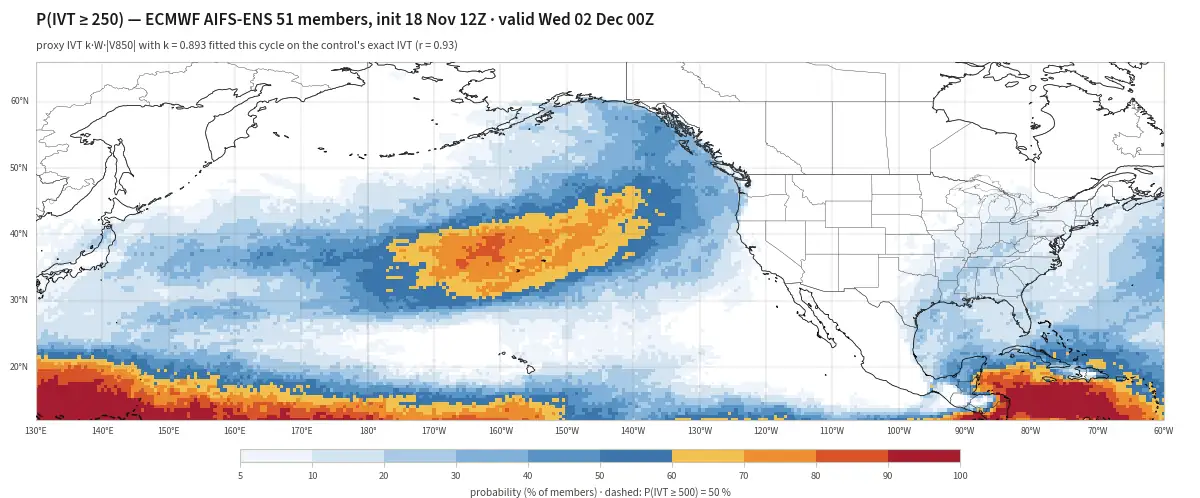 P(IVT ≥ 250) — ECMWF AIFS-ENS 51 members, init 18 Nov 12Z · valid Wed 02 Dec 00Z
proxy IVT k·W·|V850| with k = 0.893 fitted this cycle on the control's exact IVT (r = 0.93)
60°N
50°N
40°N
30°N
20°N
130°E 140°E 150°E 160°E 170°E 180° 170°W 160°W 150°W 140°W 130°W 120°W 110°W 100°W 90°W 80°W 70°W 60°W
5 10 20 30 40 50 60 70 80 90 100
probability (% of members) · dashed: P(IVT ≥ 500) = 50 %